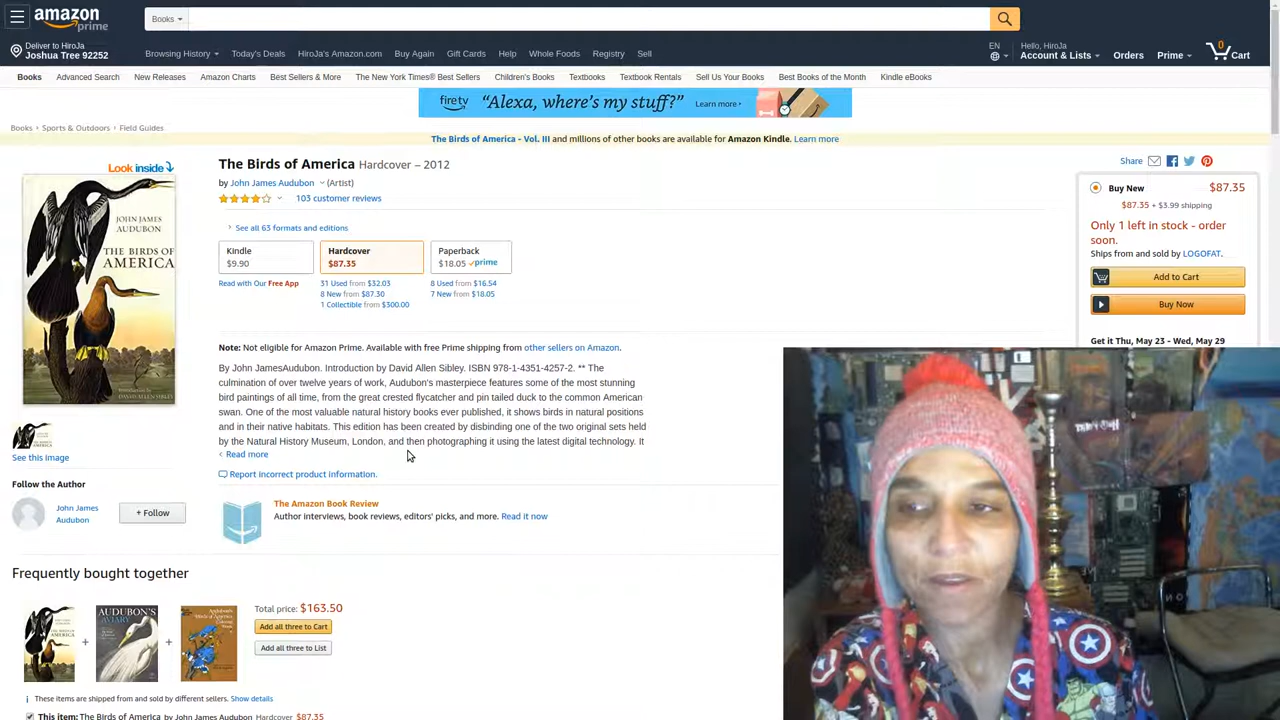 amazon
prime
Books
Deliver to HiroJa
Joshua Tree 92252
Browsing History
Today's Deals
HiroJa's Amazon.com
Buy Again
Gift Cards
Help
Whole Foods
Registry
Sell
EN
Hello, HiroJa
Account & Lists
Orders
Prime
0
Cart
Books
Advanced Search
New Releases
Amazon Charts
Best Sellers & More
The New York Times® Best Sellers
Children's Books
Textbooks
Textbook Rentals
Sell Us Your Books
Best Books of the Month
Kindle eBooks
firetv
“Alexa, where's my stuff?”
Learn more ›
Books › Sports & Outdoors › Field Guides
The Birds of America - Vol. III and millions of other books are available for Amazon Kindle. Learn more
Look inside
JOHN JAMES
AUDUBON
THE BIRDS OF
AMERICA
Introduction by
DAVID ALLEN SIBLEY
See this image
Follow the Author
John James
Audubon
+ Follow
The Birds of America Hardcover – 2012
by John James Audubon (Artist)
103 customer reviews
› See all 63 formats and editions
Kindle
$9.90
Read with Our Free App
Hardcover
$87.35
31 Used from $32.03
8 New from $87.30
1 Collectible from $300.00
Paperback
$18.05 prime
8 Used from $16.54
7 New from $18.05
Note: Not eligible for Amazon Prime. Available with free Prime shipping from other sellers on Amazon.
By John JamesAudubon. Introduction by David Allen Sibley. ISBN 978-1-4351-4257-2. ** The
culmination of over twelve years of work, Audubon's masterpiece features some of the most stunning
bird paintings of all time, from the great crested flycatcher and pin tailed duck to the common American
swan. One of the most valuable natural history books ever published, it shows birds in natural positions
and in their native habitats. This edition has been created by disbinding one of the two original sets held
by the Natural History Museum, London, and then photographing it using the latest digital technology. It
‹ Read more
Report incorrect product information.
The Amazon Book Review
Author interviews, book reviews, editors' picks, and more. Read it now
Share
Buy New
$87.35
$87.35 + $3.99 shipping
Only 1 left in stock - order
soon.
Ships from and sold by LOGOFAT.
Add to Cart
Buy Now
Get it Thu, May 23 - Wed, May 29
Frequently bought together
AUDUBON'S
AVIARY
+
+
Total price: $163.50
Add all three to Cart
Add all three to List
i These items are shipped from and sold by different sellers. Show details
This item: The Birds of America by John James Audubon Hardcover $87.35